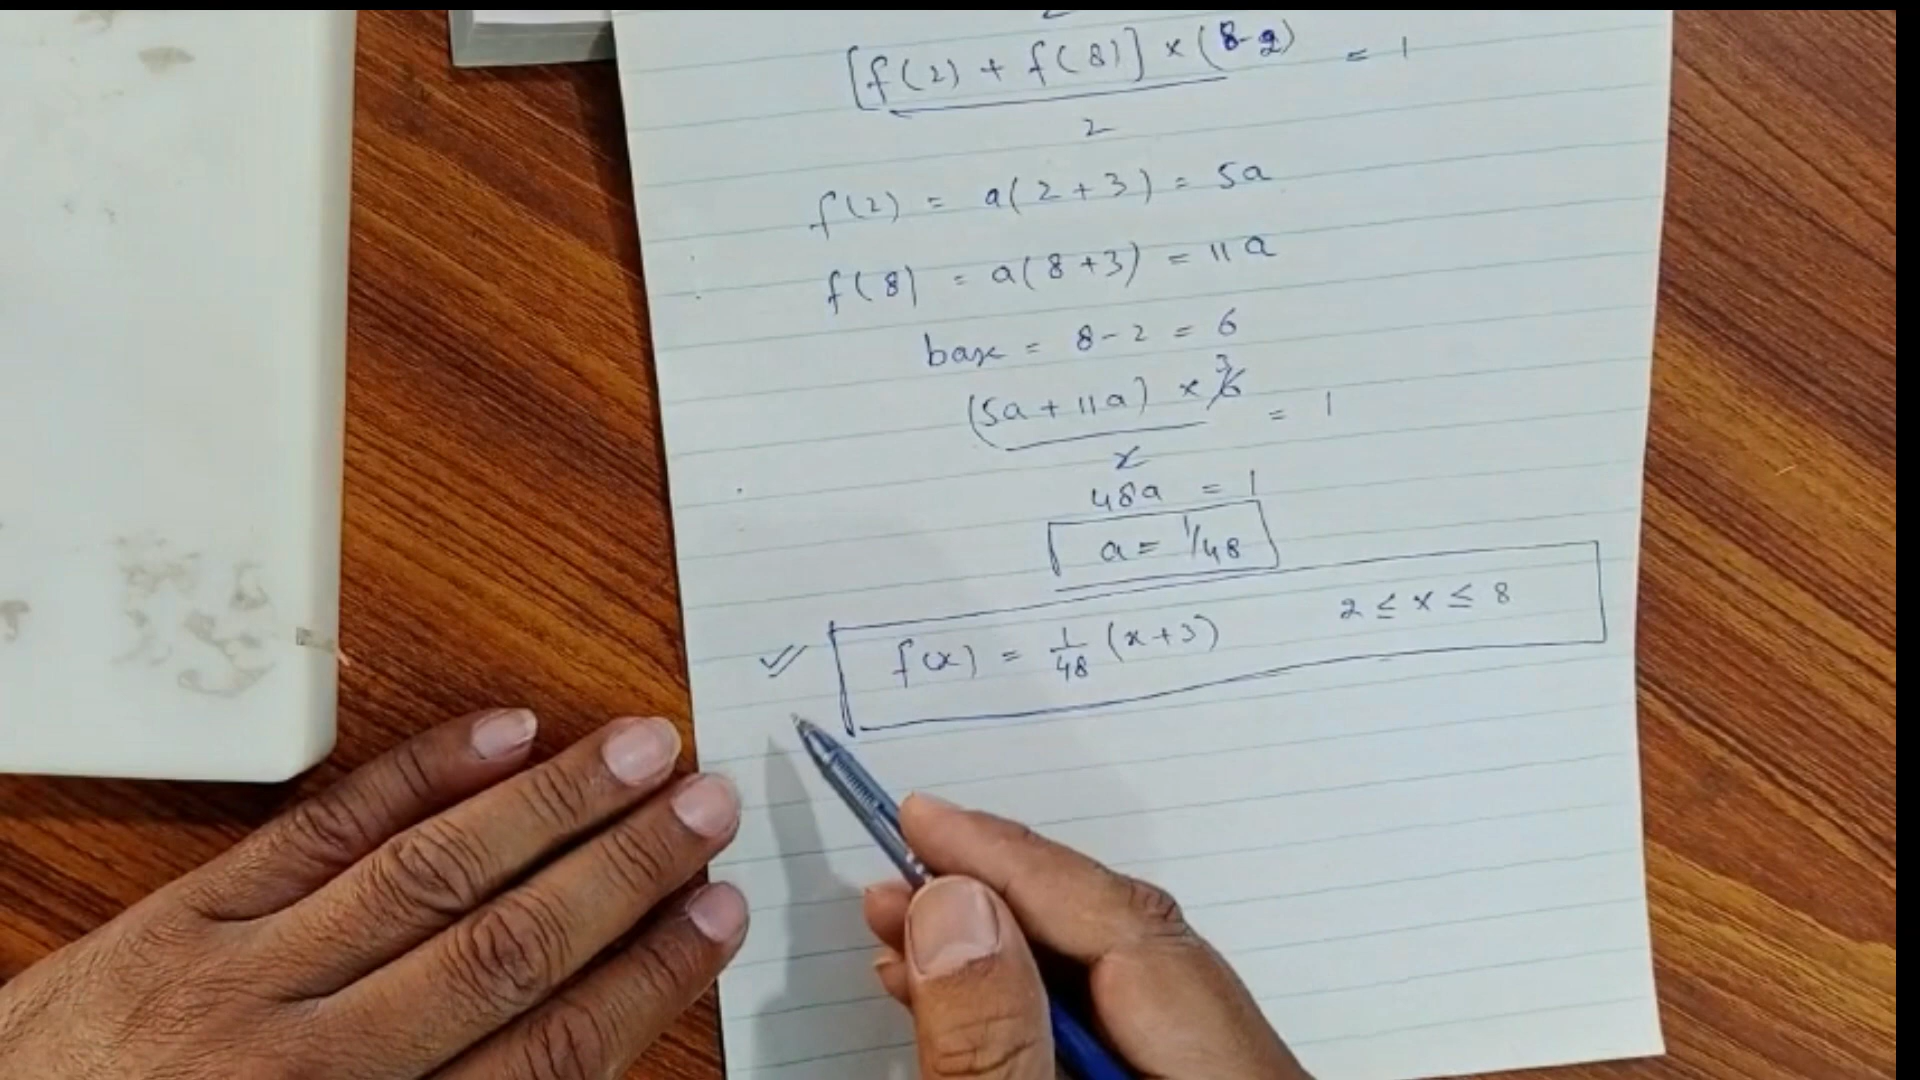 [f(2) + f(8)] × (8-2) = 1
2
f(2) = a(2+3) = 5a
f(8) = a(8+3) = 11a
base = 8-2 = 6
(5a+11a) × 6 3 = 1
2
48a = 1
a = 1/48
f(x) = 1/48 (x+3) 2 ≤ x ≤ 8